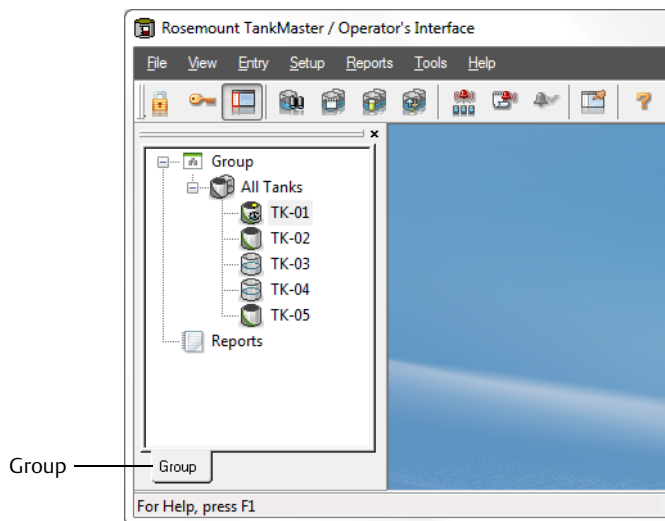 Rosemount TankMaster / Operator's Interface
File View Entry Setup Reports Tools Help
Group
All Tanks
TK-01
TK-02
TK-03
TK-04
TK-05
Reports
Group
Group
For Help, press F1